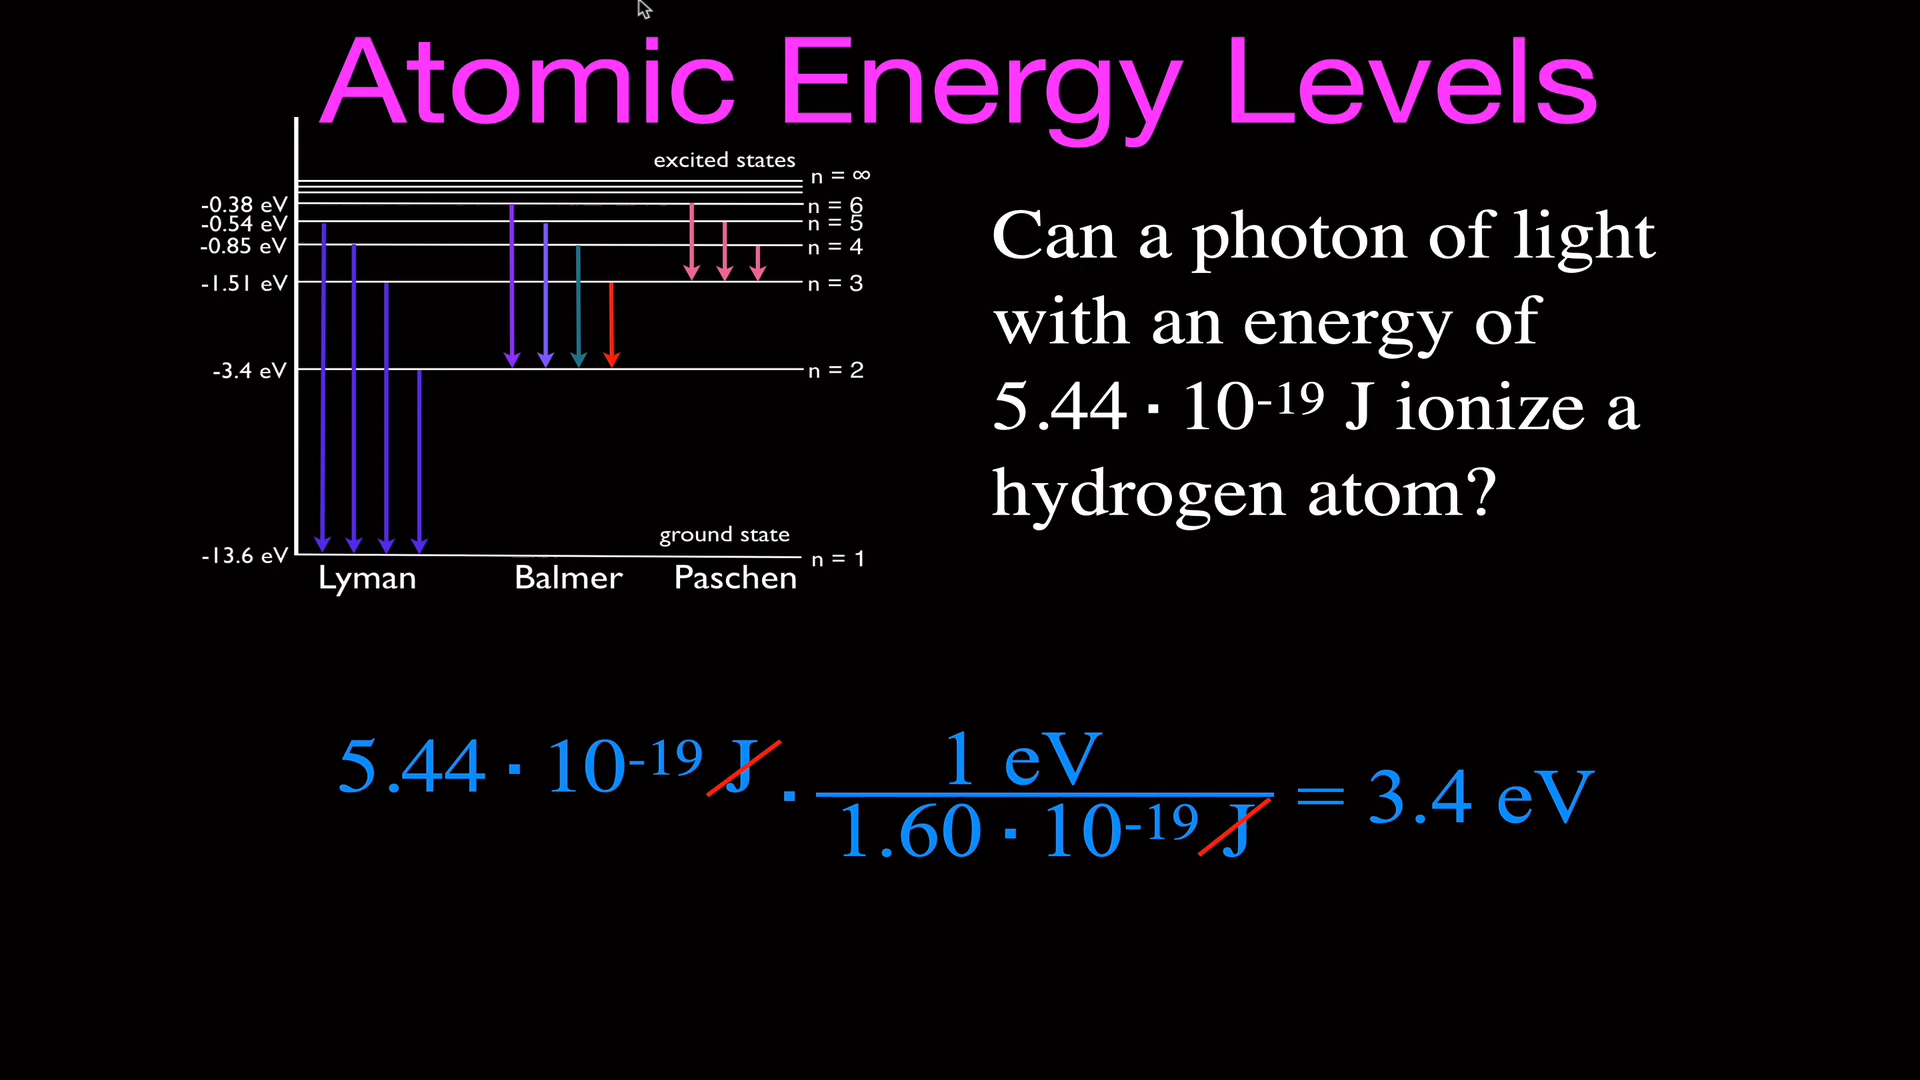 Atomic Energy Levels
excited states
n = ∞
-0.38 eV
n = 6
-0.54 eV
n = 5
-0.85 eV
n = 4
-1.51 eV
n = 3
-3.4 eV
n = 2
ground state
-13.6 eV
n = 1
Lyman Balmer Paschen
Can a photon of light
with an energy of
5.44 · 10⁻¹⁹ J ionize a
hydrogen atom?
5.44 · 10⁻¹⁹ J · 1 eV / 1.60 · 10⁻¹⁹ J = 3.4 eV